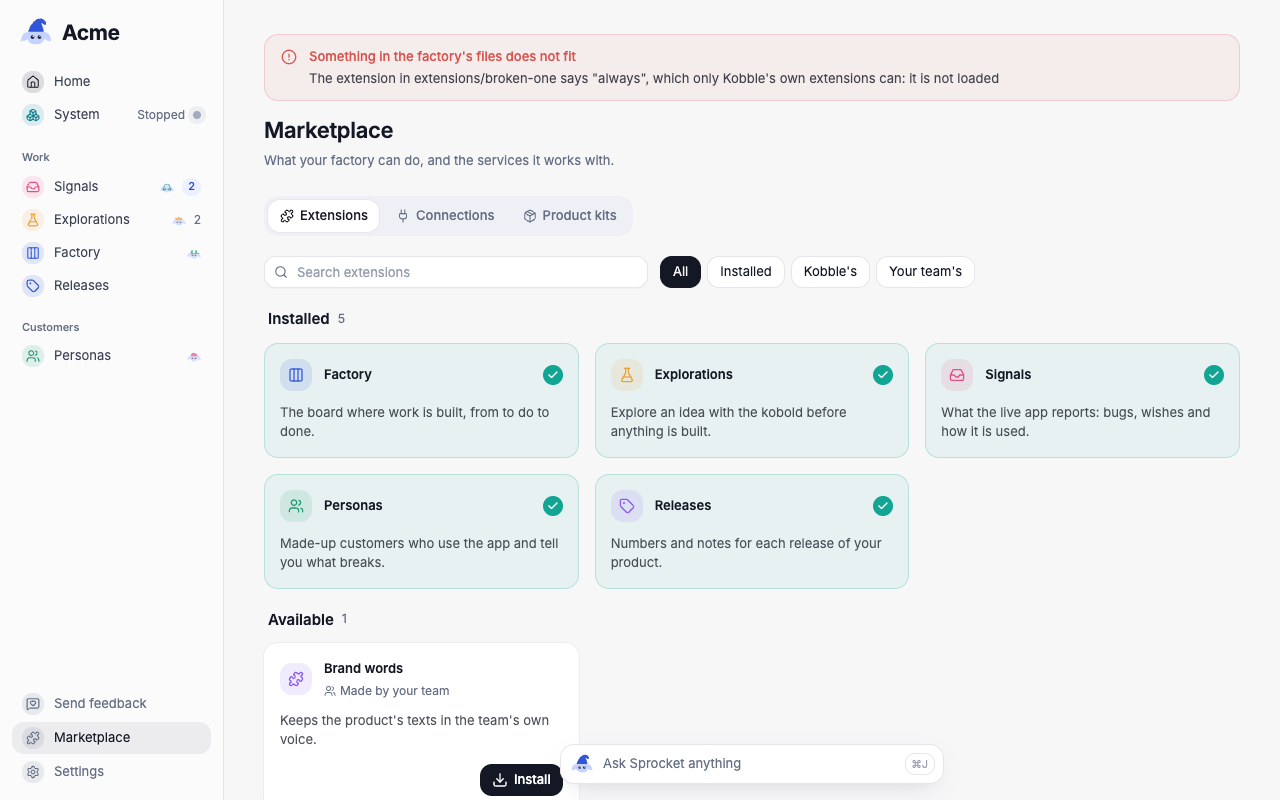 Acme
Home
System Stopped
Work
Signals 2
Explorations 2
Factory
Releases
Customers
Personas
Send feedback
Marketplace
Settings
Something in the factory's files does not fit
The extension in extensions/broken-one says "always", which only Kobble's own extensions can: it is not loaded
Marketplace
What your factory can do, and the services it works with.
Extensions Connections Product kits
Search extensions All Installed Kobble's Your team's
Installed 5
Factory
The board where work is built, from to do to
done.
Explorations
Explore an idea with the kobold before
anything is built.
Signals
What the live app reports: bugs, wishes and
how it is used.
Personas
Made-up customers who use the app and tell
you what breaks.
Releases
Numbers and notes for each release of your
product.
Available 1
Brand words
Made by your team
Keeps the product's texts in the team's own
voice.
Install
Ask Sprocket anything ⌘J